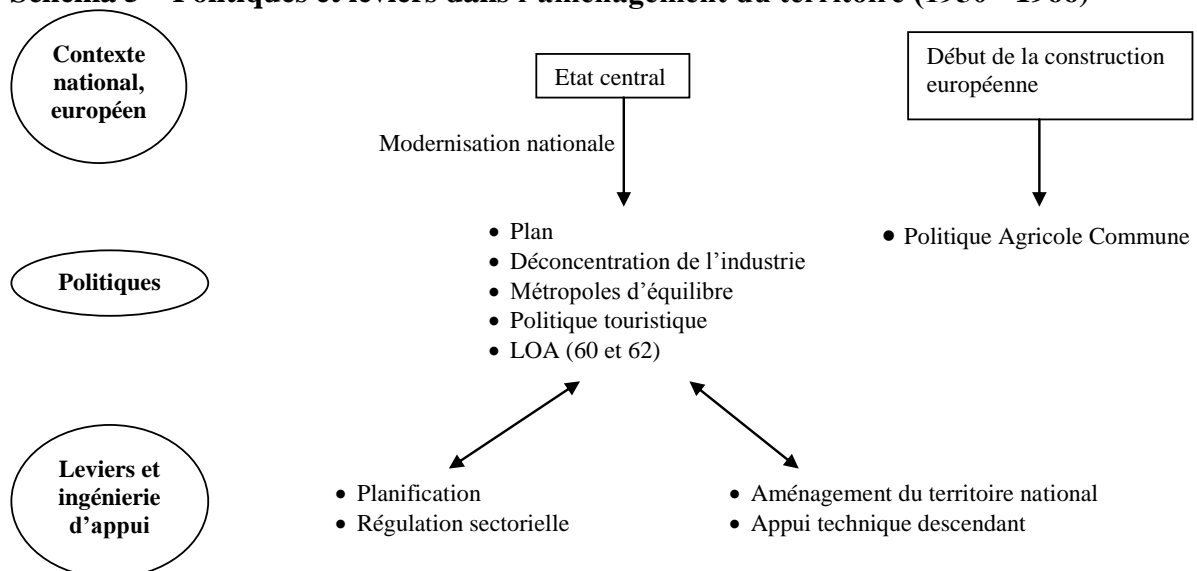 Contexte
national,
européen
Etat central
Début de la construction
européenne
Modernisation nationale
• Plan
• Déconcentration de l'industrie
• Métropoles d'équilibre
• Politique touristique
• LOA (60 et 62)
• Politique Agricole Commune
Politiques
Leviers et
ingénierie
d'appui
• Planification
• Régulation sectorielle
• Aménagement du territoire national
• Appui technique descendant